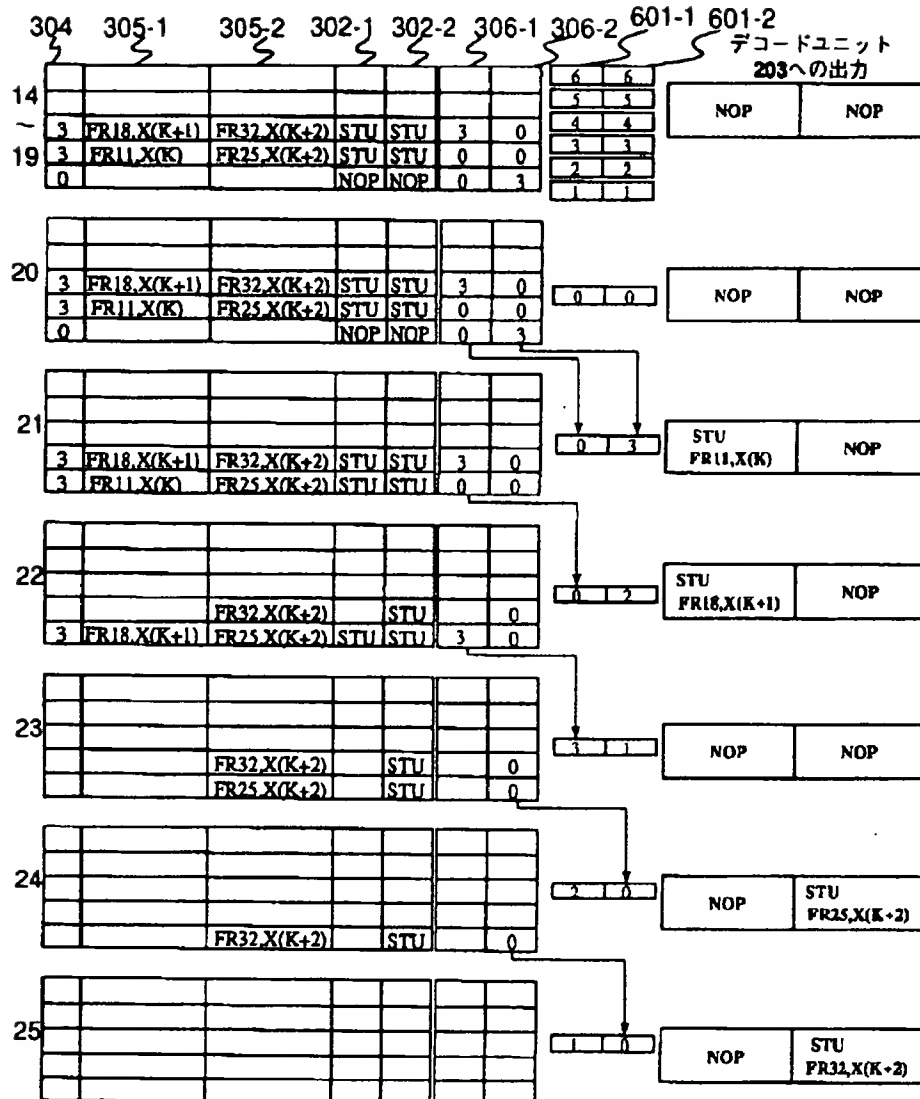 304 305-1 305-2 302-1 302-2 306-1 306-2 601-1 601-2
デコードユニット
203への出力
14
~
19
3 FR18,X(K+1) FR32,X(K+2) STU STU 3 0
3 FR11,X(K) FR25,X(K+2) STU STU 0 0
0 NOP NOP 0 3
6 6
5 5
4 4
3 3
2 2
1 1
NOP NOP
20
3 FR18,X(K+1) FR32,X(K+2) STU STU 3 0
3 FR11,X(K) FR25,X(K+2) STU STU 0 0
0 NOP NOP 0 3
0 0
NOP NOP
21
3 FR18,X(K+1) FR32,X(K+2) STU STU 3 0
3 FR11,X(K) FR25,X(K+2) STU STU 0 0
0 3
STU
FR11,X(K)
NOP
22
FR32,X(K+2) STU 0
3 FR18,X(K+1) FR25,X(K+2) STU STU 3 0
0 2
STU
FR18,X(K+1)
NOP
23
FR32,X(K+2) STU 0
FR25,X(K+2) STU 0
3 1
NOP NOP
24
FR32,X(K+2) STU 0
2 0
NOP
STU
FR25,X(K+2)
25
1 0
NOP
STU
FR32,X(K+2)